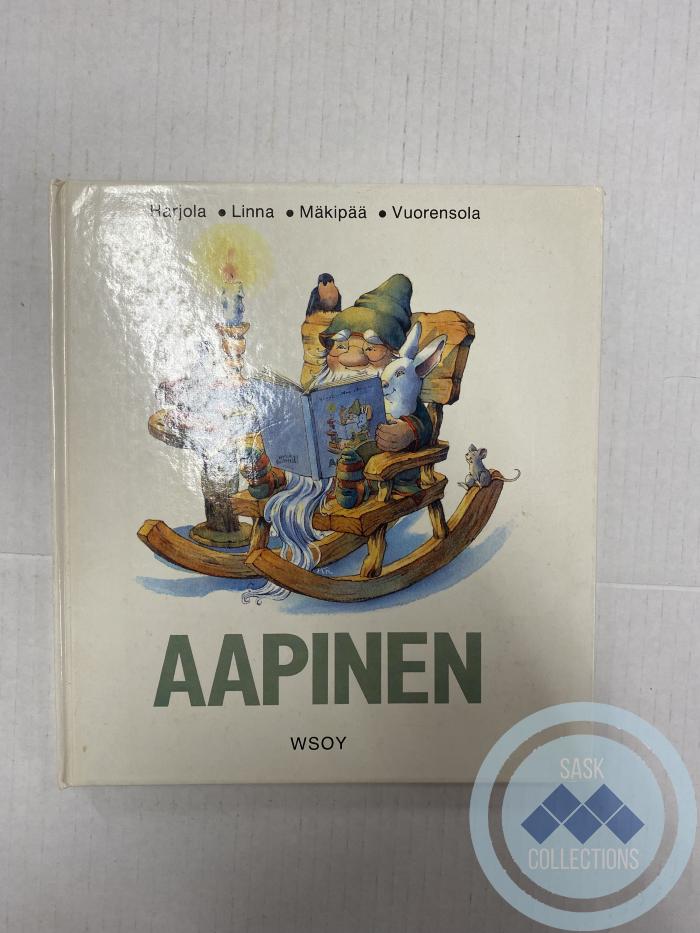 Harjola • Linna • Mäkipää • Vuorensola
AAPINEN
WSOY
SASK
COLLECTIONS